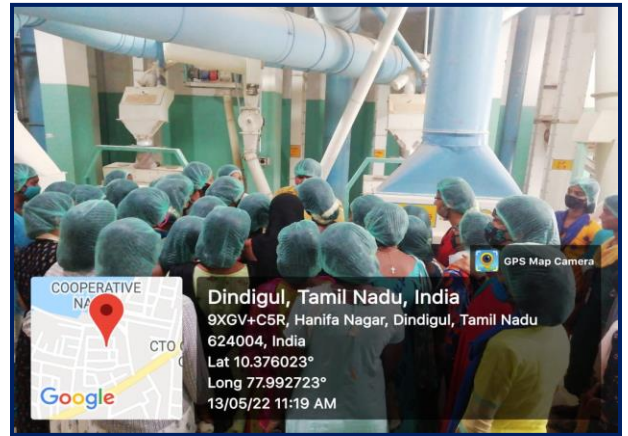 GPS Map Camera
COOPERATIVE
NA
CTO
Google
Dindigul, Tamil Nadu, India
9XGV+C5R, Hanifa Nagar, Dindigul, Tamil Nadu
624004, India
Lat 10.376023°
Long 77.992723°
13/05/22 11:19 AM